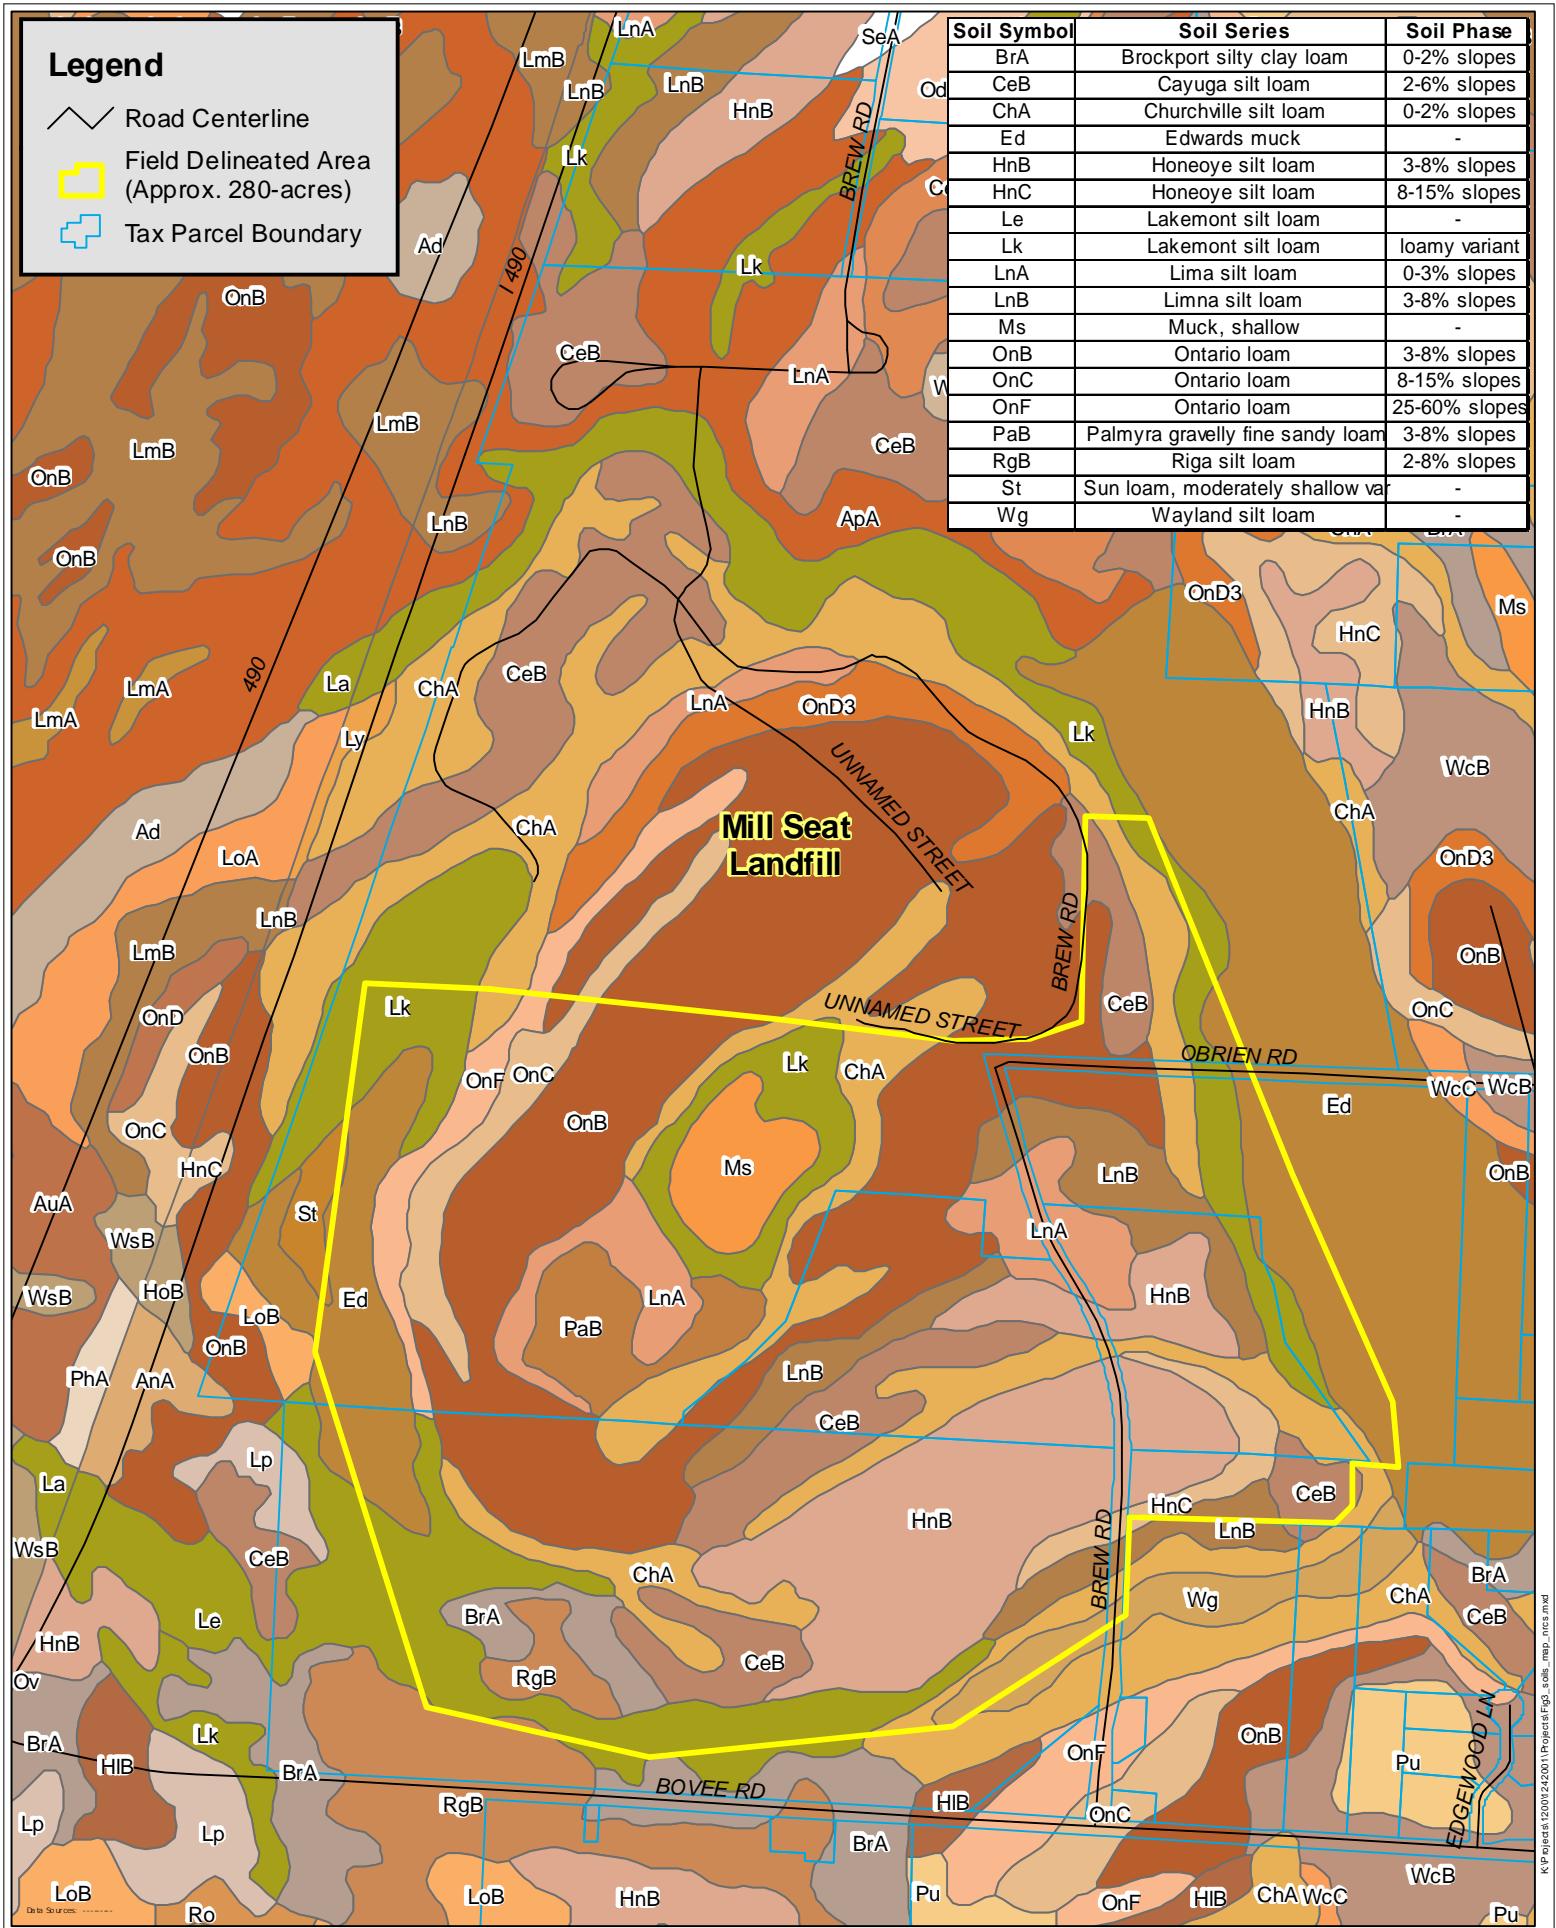 Legend
Road Centerline
Field Delineated Area
(Approx. 280-acres)
Tax Parcel Boundary
Soil Symbol Soil Series Soil Phase
BrA Brockport silty clay loam 0-2% slopes
CeB Cayuga silt loam 2-6% slopes
ChA Churchville silt loam 0-2% slopes
Ed Edwards muck -
HnB Honeoye silt loam 3-8% slopes
HnC Honeoye silt loam 8-15% slopes
Le Lakemont silt loam -
Lk Lakemont silt loam loamy variant
LnA Lima silt loam 0-3% slopes
LnB Limna silt loam 3-8% slopes
Ms Muck, shallow -
OnB Ontario loam 3-8% slopes
OnC Ontario loam 8-15% slopes
OnF Ontario loam 25-60% slopes
PaB Palmyra gravelly fine sandy loam 3-8% slopes
RgB Riga silt loam 2-8% slopes
St Sun loam, moderately shallow var -
Wg Wayland silt loam -
LnA
SeA
LmB
LnB
LnB
HnB
Od
BREW RD
Lk
Ad
I 490
Lk
OnB
CeB
LnA
LmB
CeB
LmB
OnB
LnB
ApA
OnB
OnD3
Ms
HnC
490
LmA
La
ChA
CeB
LnA
OnD3
HnB
LmA
Ly
Lk
UNNAMED STREET
WcB
ChA
Ad
ChA
Mill Seat
Landfill
LoA
OnD3
LnB
BREW RD
LmB
OnB
Lk
UNNAMED STREET
CeB
OnC
OnD
OnB
OBRIEN RD
Lk
ChA
OnF
OnC
WcC
WcB
Ed
OnC
OnB
HnC
Ms
LnB
OnB
AuA
St
LnA
WsB
WsB
HoB
Ed
LnA
HnB
LoB
PaB
OnB
PhA
AnA
LnB
CeB
Lp
La
CeB
HnC
HnB
LnB
WsB
CeB
BREW RD
ChA
BrA
ChA
Wg
BrA
CeB
Le
HnB
CeB
RgB
Ov
EDGEWOOD LN
Lk
OnB
BrA
OnF
Pu
HlB
BrA
BOVEE RD
RgB
HlB
OnC
Lp
Lp
BrA
WcB
LoB
LoB
HnB
Pu
OnF
HlB
ChA
WcC
Ro
Pu
Data Sources:
K:\Projects\1200\1242001\Projects\Fig3_soils_map_nrcs.mxd